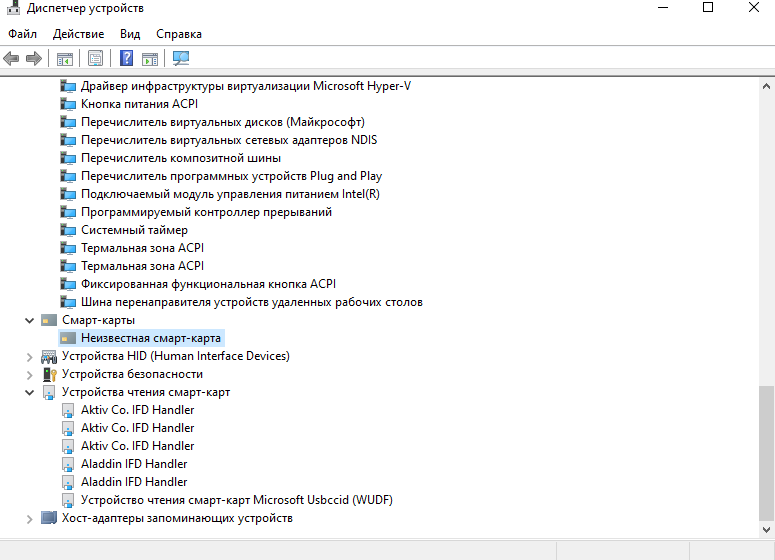 Диспетчер устройств
Файл Действие Вид Справка
Драйвер инфраструктуры виртуализации Microsoft Hyper-V
Кнопка питания ACPI
Перечислитель виртуальных дисков (Майкрософт)
Перечислитель виртуальных сетевых адаптеров NDIS
Перечислитель композитной шины
Перечислитель программных устройств Plug and Play
Подключаемый модуль управления питанием Intel(R)
Программируемый контроллер прерываний
Системный таймер
Термальная зона ACPI
Термальная зона ACPI
Фиксированная функциональная кнопка ACPI
Шина перенаправителя устройств удаленных рабочих столов
Смарт-карты
Неизвестная смарт-карта
Устройства HID (Human Interface Devices)
Устройства безопасности
Устройства чтения смарт-карт
Aktiv Co. IFD Handler
Aktiv Co. IFD Handler
Aktiv Co. IFD Handler
Aladdin IFD Handler
Aladdin IFD Handler
Устройство чтения смарт-карт Microsoft Usbccid (WUDF)
Хост-адаптеры запоминающих устройств